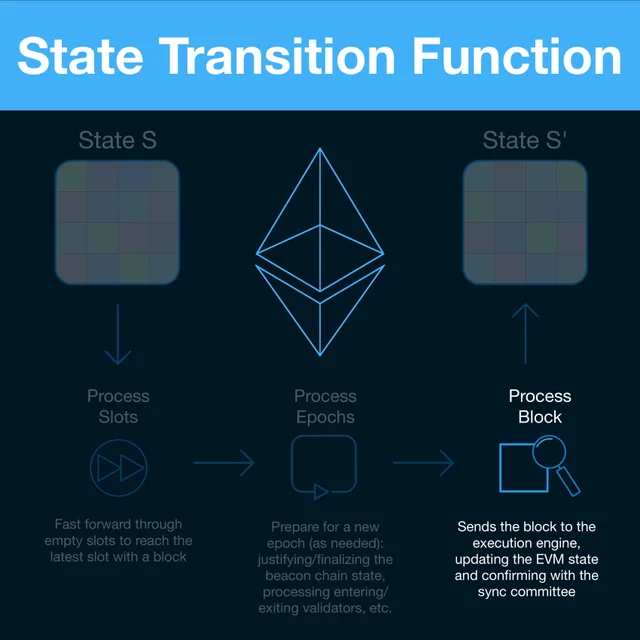 State Transition Function
State S
State S'
Process
Slots
Process
Epochs
Process
Block
Fast forward through
empty slots to reach the
latest slot with a block
Prepare for a new
epoch (as needed):
justifying/finalizing the
beacon chain state,
processing entering/
exiting validators, etc.
Sends the block to the
execution engine,
updating the EVM state
and confirming with the
sync committee